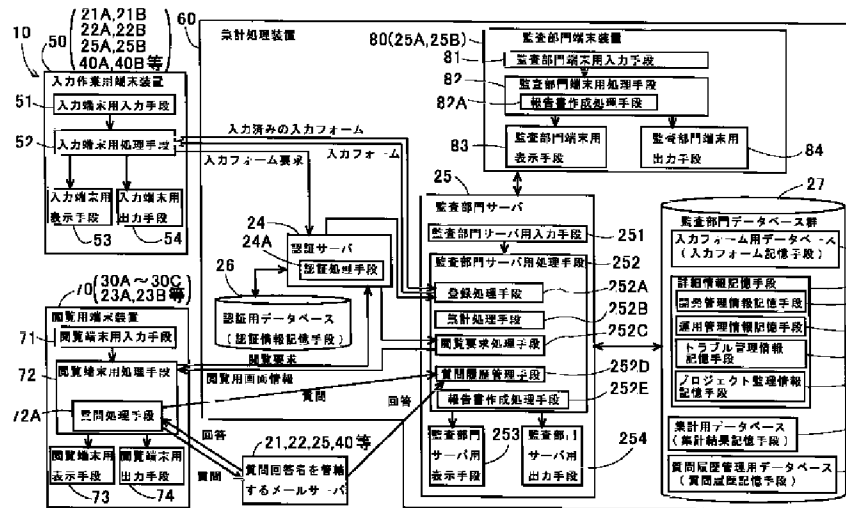 10
50
21A,21B
22A,22B
25A,25B
40A,40B等
入力作業用端末装置
51
入力端末用入力手段
52
入力端末用処理手段
入力端末用
表示手段
入力端末用
出力手段
53
54
60
集計処理装置
入力済みの入力フォーム
入力フォーム要求
入力フォーム
80(25A,25B)
監査部門端末装置
81
監査部門端末用入力手段
82
監査部門端末用処理手段
82A
報告書作成処理手段
83
監査部門端末用
表示手段
監査部門端末用
出力手段
84
24
認証サーバ
24A
認証処理手段
26
認証用データベース
(認証情報記憶手段)
25
監査部門サーバ
監査部門サーバ用入力手段
251
監査部門サーバ用処理手段
252
登録処理手段
252A
集計処理手段
252B
閲覧要求処理手段
252C
質問履歴管理手段
252D
報告書作成処理手段
252E
監査部門
サーバ用
表示手段
253
監査部門
サーバ用
出力手段
254
27
監査部門データベース群
入力フォーム用データベース
(入力フォーム記憶手段)
詳細情報記憶手段
開発管理情報記憶手段
運用管理情報記憶手段
トラブル管理情報
記憶手段
プロジェクト監理情報
記憶手段
集計用データベース
(集計結果記憶手段)
質問履歴管理用データベース
(質問履歴記憶手段)
70
30A～30C
23A,23B等
閲覧用端末装置
71
閲覧端末用入力手段
72
閲覧端末用処理手段
72A
質問処理手段
閲覧端末用
表示手段
閲覧端末用
出力手段
73
74
閲覧要求
閲覧用画面情報
質問
回答
回答
質問
21,22,25,40等
質問回答名を管轄
するメールサーバ